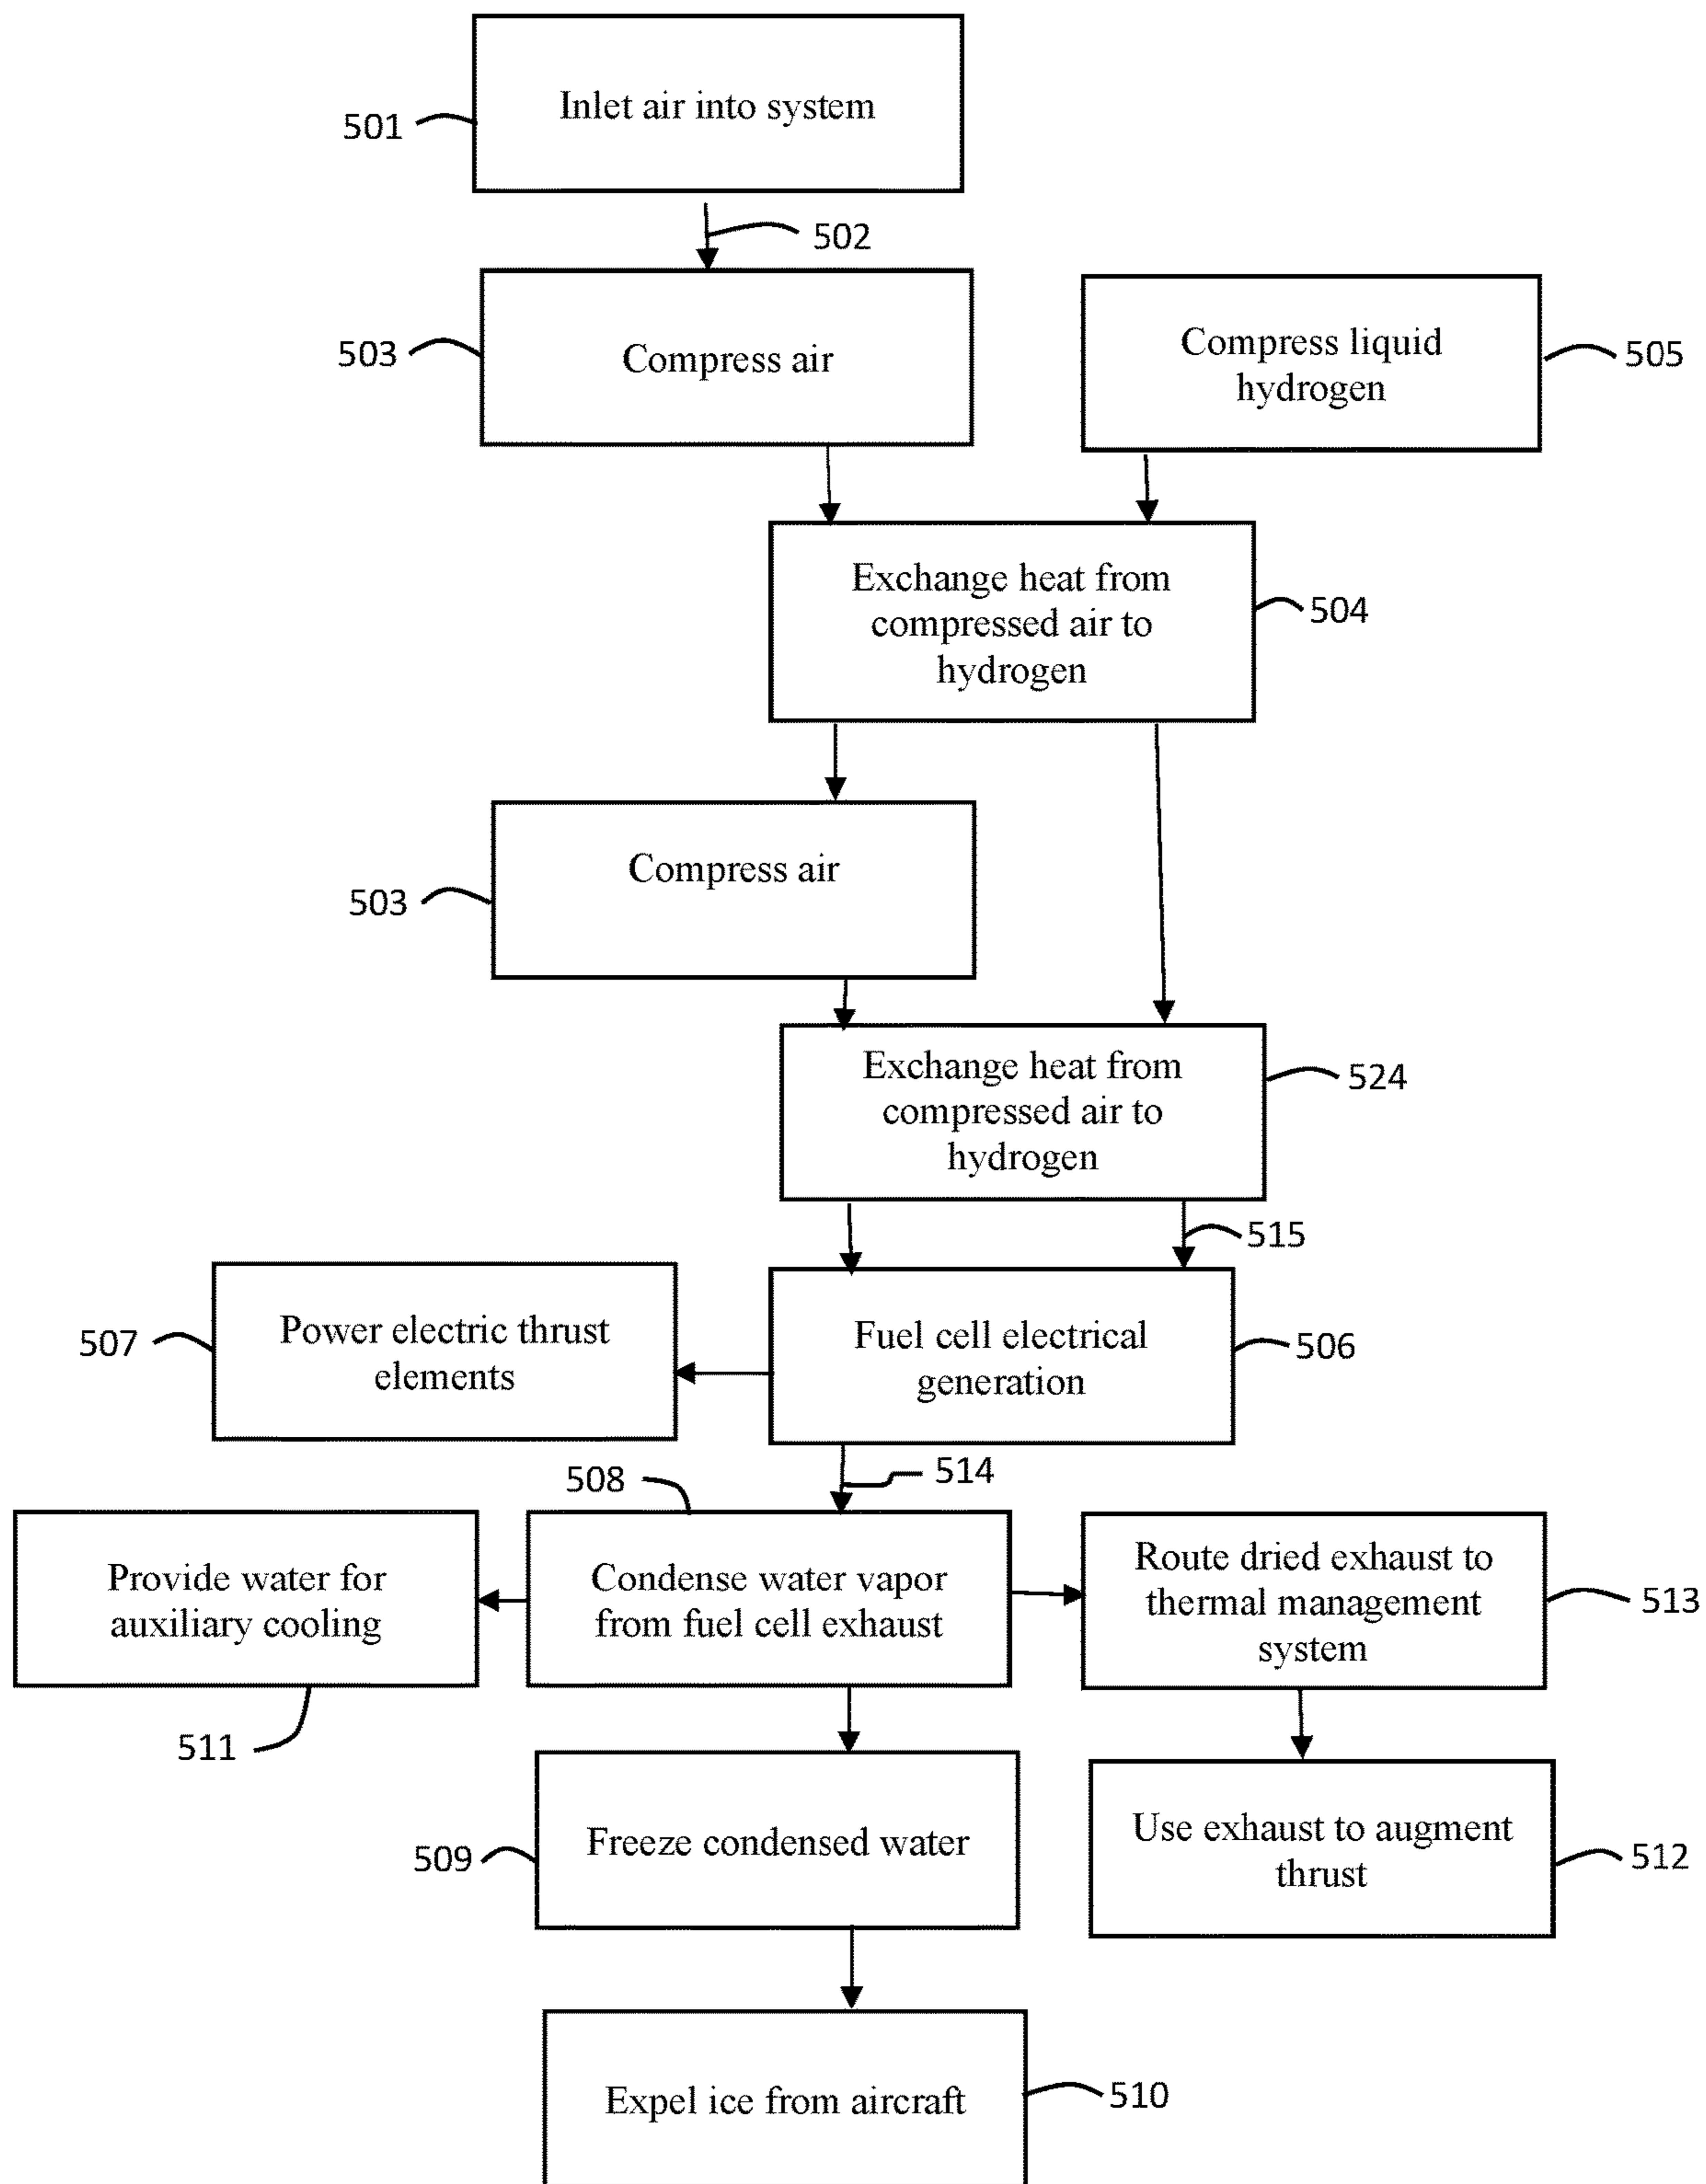 Inlet air into system
501
502
503
Compress air
Compress liquid
hydrogen
505
Exchange heat from
compressed air to
hydrogen
504
Compress air
503
Exchange heat from
compressed air to
hydrogen
524
515
507
Power electric thrust
elements
Fuel cell electrical
generation
506
508
514
Provide water for
auxiliary cooling
Condense water vapor
from fuel cell exhaust
Route dried exhaust to
thermal management
system
513
511
509
Freeze condensed water
Use exhaust to augment
thrust
512
Expel ice from aircraft
510